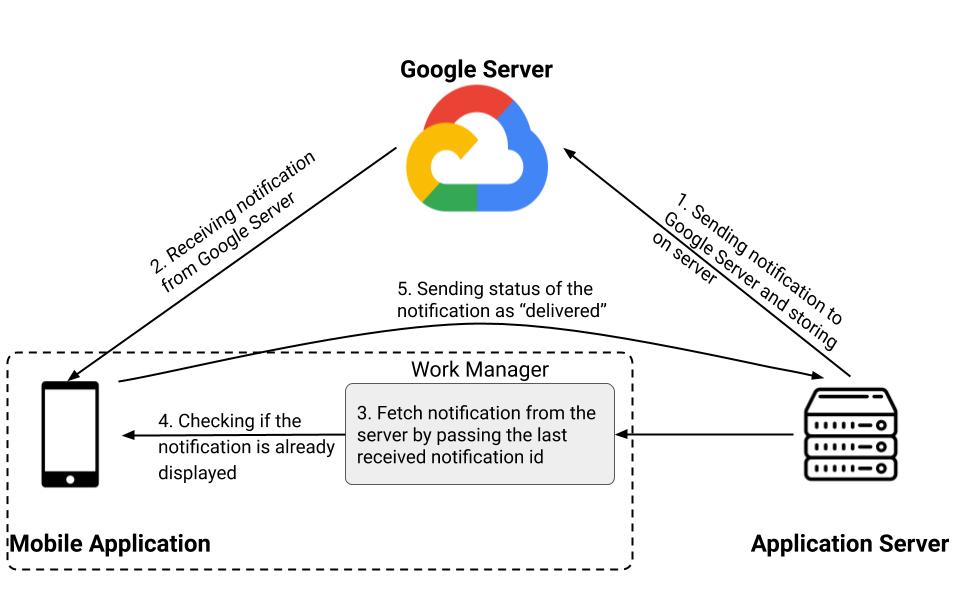 Google Server
2. Receiving notification
from Google Server
1. Sending notification to
Google Server and storing
on server
5. Sending status of the
notification as “delivered”
Work Manager
3. Fetch notification from the
server by passing the last
received notification id
4. Checking if the
notification is already
displayed
Mobile Application
Application Server